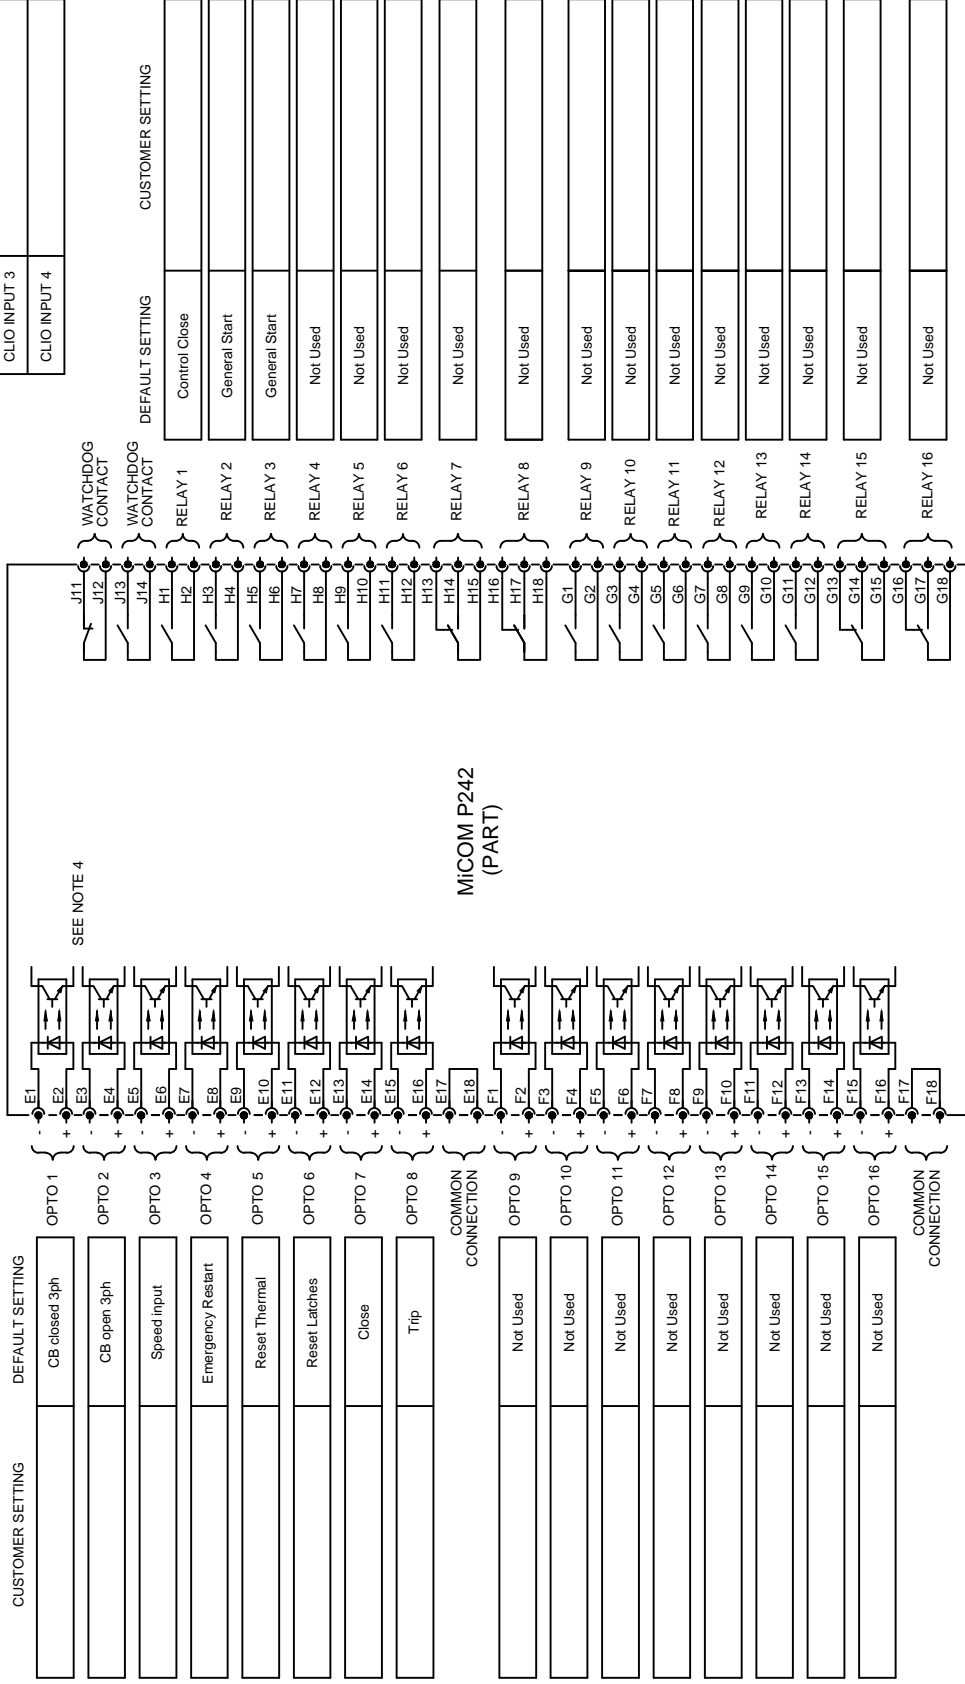 CUSTOMER SETTING
DEFAULT SETTING
CB closed 3ph
OPTO 1
-
+
E1
E2
CB open 3ph
OPTO 2
-
+
E3
E4
Speed input
OPTO 3
-
+
E5
E6
Emergency Restart
OPTO 4
-
+
E7
E8
Reset Thermal
OPTO 5
-
+
E9
E10
Reset Latches
OPTO 6
-
+
E11
E12
Close
OPTO 7
-
+
E13
E14
Trip
OPTO 8
-
+
E15
E16
COMMON
CONNECTION
E17
E18
Not Used
OPTO 9
-
+
F1
F2
Not Used
OPTO 10
-
+
F3
F4
Not Used
OPTO 11
-
+
F5
F6
Not Used
OPTO 12
-
+
F7
F8
Not Used
OPTO 13
-
+
F9
F10
Not Used
OPTO 14
-
+
F11
F12
Not Used
OPTO 15
-
+
F13
F14
Not Used
OPTO 16
-
+
F15
F16
COMMON
CONNECTION
F17
F18
SEE NOTE 4
MiCOM P242
(PART)
CLIO INPUT 3
CLIO INPUT 4
DEFAULT SETTING
CUSTOMER SETTING
J11
J12
WATCHDOG
CONTACT
J13
J14
WATCHDOG
CONTACT
H1
H2
RELAY 1
Control Close
H3
H4
RELAY 2
General Start
H5
H6
RELAY 3
General Start
H7
H8
RELAY 4
Not Used
H9
H10
RELAY 5
Not Used
H11
H12
RELAY 6
Not Used
H13
H14
H15
RELAY 7
Not Used
H16
H17
H18
RELAY 8
Not Used
G1
G2
RELAY 9
Not Used
G3
G4
RELAY 10
Not Used
G5
G6
RELAY 11
Not Used
G7
G8
RELAY 12
Not Used
G9
G10
RELAY 13
Not Used
G11
G12
RELAY 14
Not Used
G13
G14
G15
RELAY 15
Not Used
G16
G17
G18
RELAY 16
Not Used